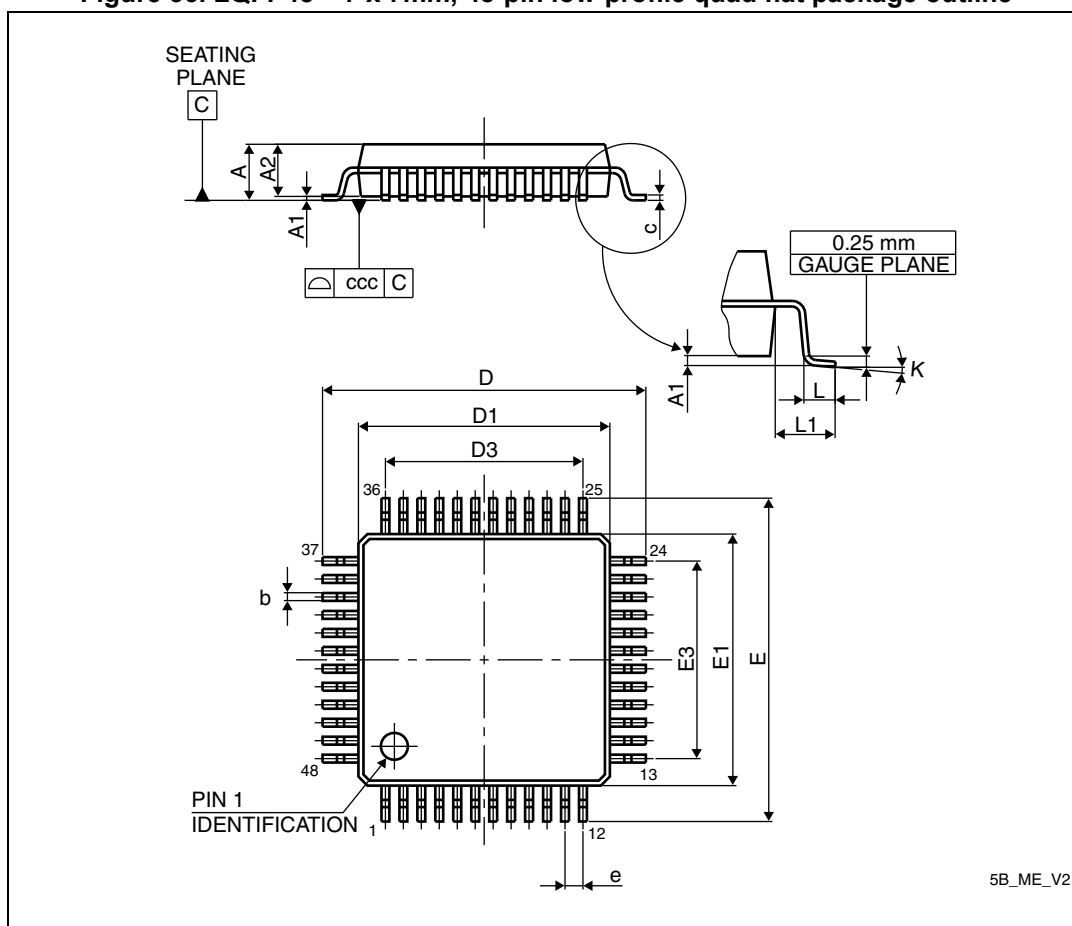 SEATING
PLANE
C
A
A2
A1
c
ccc C
0.25 mm
GAUGE PLANE
A1
K
L
L1
D
D1
D3
36
25
37
24
b
E3
E1
E
48
13
PIN 1
IDENTIFICATION
1
12
e
5B_ME_V2